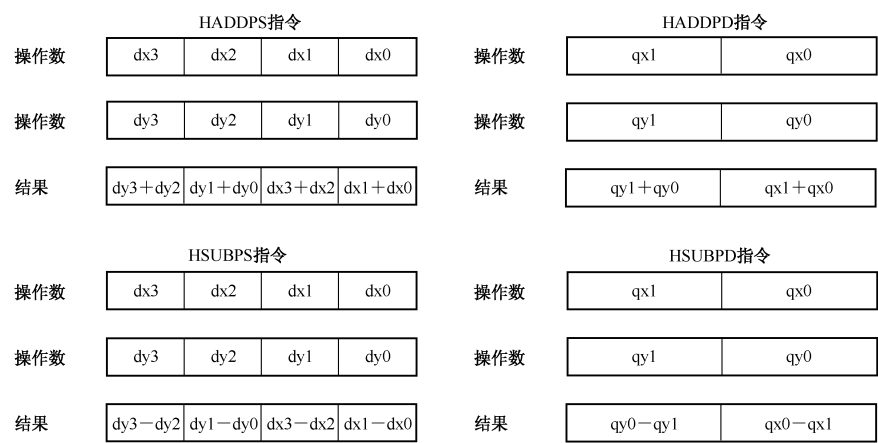 HADDPS指令
操作数 dx3 dx2 dx1 dx0
操作数 dy3 dy2 dy1 dy0
结果 dy3+dy2 dy1+dy0 dx3+dx2 dx1+dx0
HADDPD指令
操作数 qx1 qx0
操作数 qy1 qy0
结果 qy1+qy0 qx1+qx0
HSUBPS指令
操作数 dx3 dx2 dx1 dx0
操作数 dy3 dy2 dy1 dy0
结果 dy3-dy2 dy1-dy0 dx3-dx2 dx1-dx0
HSUBPD指令
操作数 qx1 qx0
操作数 qy1 qy0
结果 qy0-qy1 qx0-qx1